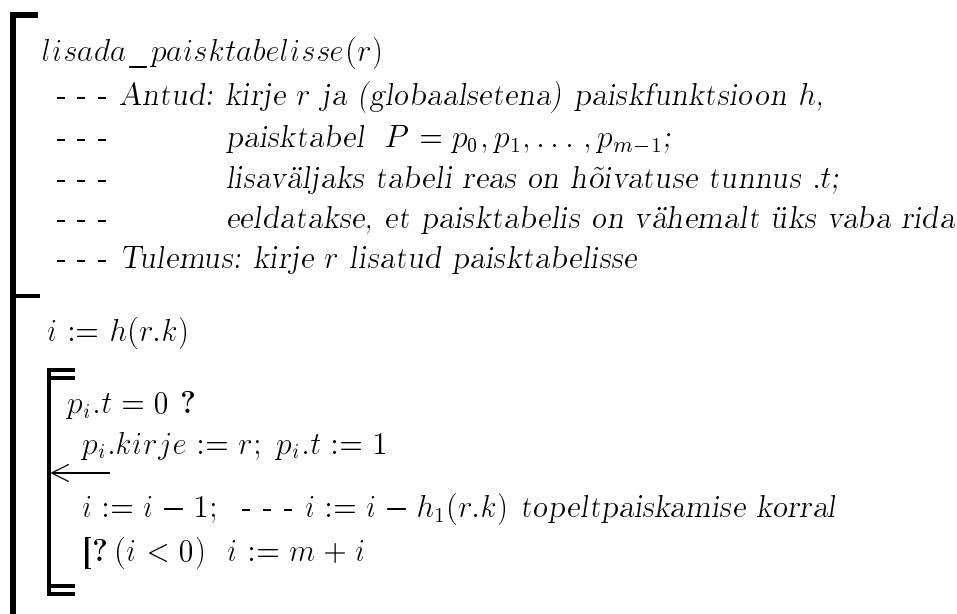 lisada_paisktabelisse(r)
- - - Antud: kirje r ja (globaalsetena) paiskfunktsioon h,
- - - paisktabel P = p₀, p₁, . . . , pₘ₋₁;
- - - lisaväljaks tabeli reas on hõivatuse tunnus .t;
- - - eeldatakse, et paisktabelis on vähemalt üks vaba rida
- - - Tulemus: kirje r lisatud paisktabelisse
i := h(r.k)
pᵢ.t = 0 ?
pᵢ.kirje := r; pᵢ.t := 1
i := i − 1; - - - i := i − h₁(r.k) topeltpaiskamise korral
[? (i < 0) i := m + i